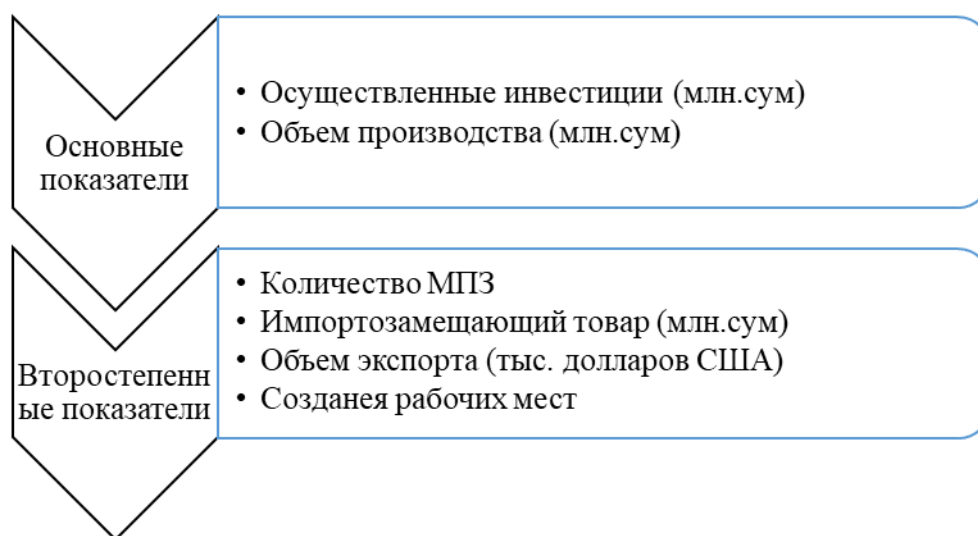 Основные
показатели
• Осуществленные инвестиции (млн.сум)
• Объем производства (млн.сум)
Второстепенн
ые показатели
• Количество МПЗ
• Импортозамещающий товар (млн.сум)
• Объем экспорта (тыс. долларов США)
• Созданея рабочих мест